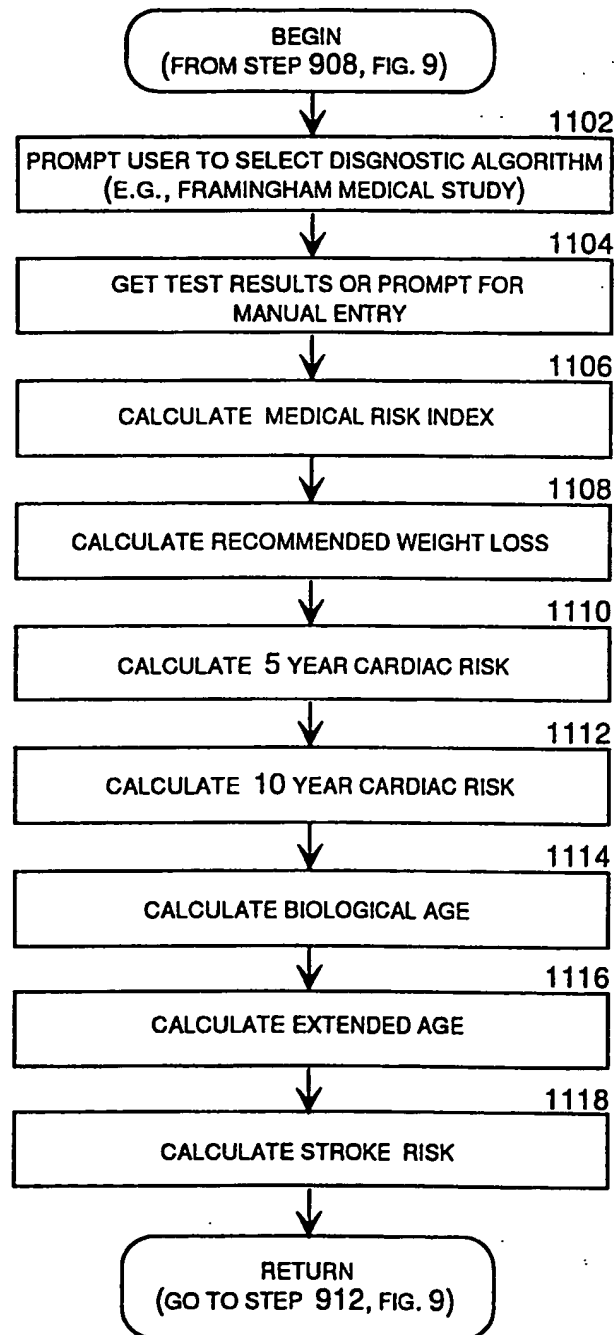 BEGIN
(FROM STEP 908, FIG. 9)
1102
PROMPT USER TO SELECT DISGNOSTIC ALGORITHM
(E.G., FRAMINGHAM MEDICAL STUDY)
1104
GET TEST RESULTS OR PROMPT FOR
MANUAL ENTRY
1106
CALCULATE MEDICAL RISK INDEX
1108
CALCULATE RECOMMENDED WEIGHT LOSS
1110
CALCULATE 5 YEAR CARDIAC RISK
1112
CALCULATE 10 YEAR CARDIAC RISK
1114
CALCULATE BIOLOGICAL AGE
1116
CALCULATE EXTENDED AGE
1118
CALCULATE STROKE RISK
RETURN
(GO TO STEP 912, FIG. 9)